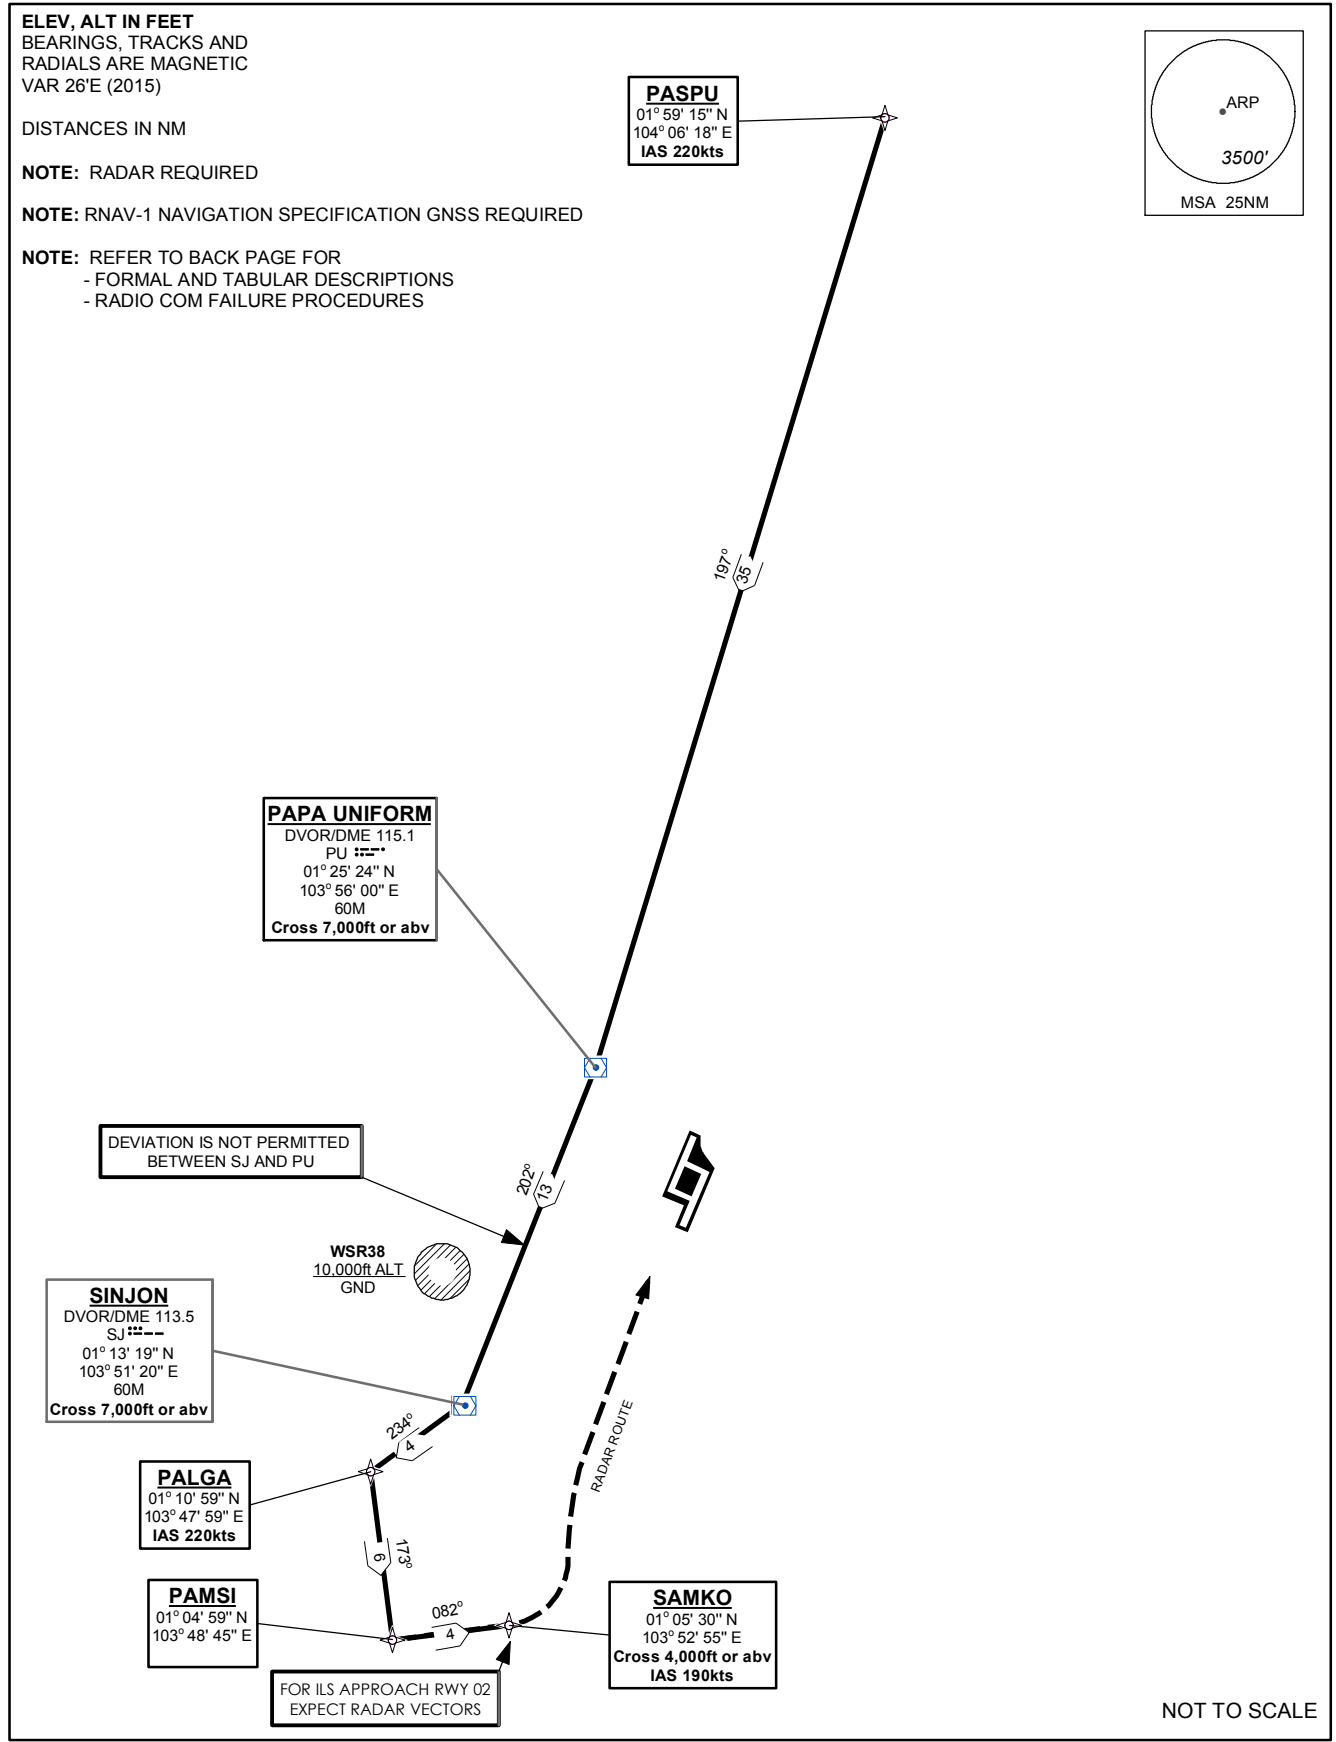 ELEV, ALT IN FEET
BEARINGS, TRACKS AND
RADIALS ARE MAGNETIC
VAR 26'E (2015)
DISTANCES IN NM
NOTE: RADAR REQUIRED
NOTE: RNAV-1 NAVIGATION SPECIFICATION GNSS REQUIRED
NOTE: REFER TO BACK PAGE FOR
- FORMAL AND TABULAR DESCRIPTIONS
- RADIO COM FAILURE PROCEDURES
PASPU
01° 59' 15" N
104° 06' 18" E
IAS 220kts
ARP
3500'
MSA 25NM
197°
35
PAPA UNIFORM
DVOR/DME 115.1
PU
01° 25' 24" N
103° 56' 00" E
60M
Cross 7,000ft or abv
DEVIATION IS NOT PERMITTED
BETWEEN SJ AND PU
202°
13
WSR38
10,000ft ALT
GND
SINJON
DVOR/DME 113.5
SJ
01° 13' 19" N
103° 51' 20" E
60M
Cross 7,000ft or abv
234°
4
RADAR ROUTE
PALGA
01° 10' 59" N
103° 47' 59" E
IAS 220kts
173°
6
PAMSI
01° 04' 59" N
103° 48' 45" E
082°
4
SAMKO
01° 05' 30" N
103° 52' 55" E
Cross 4,000ft or abv
IAS 190kts
FOR ILS APPROACH RWY 02
EXPECT RADAR VECTORS
NOT TO SCALE